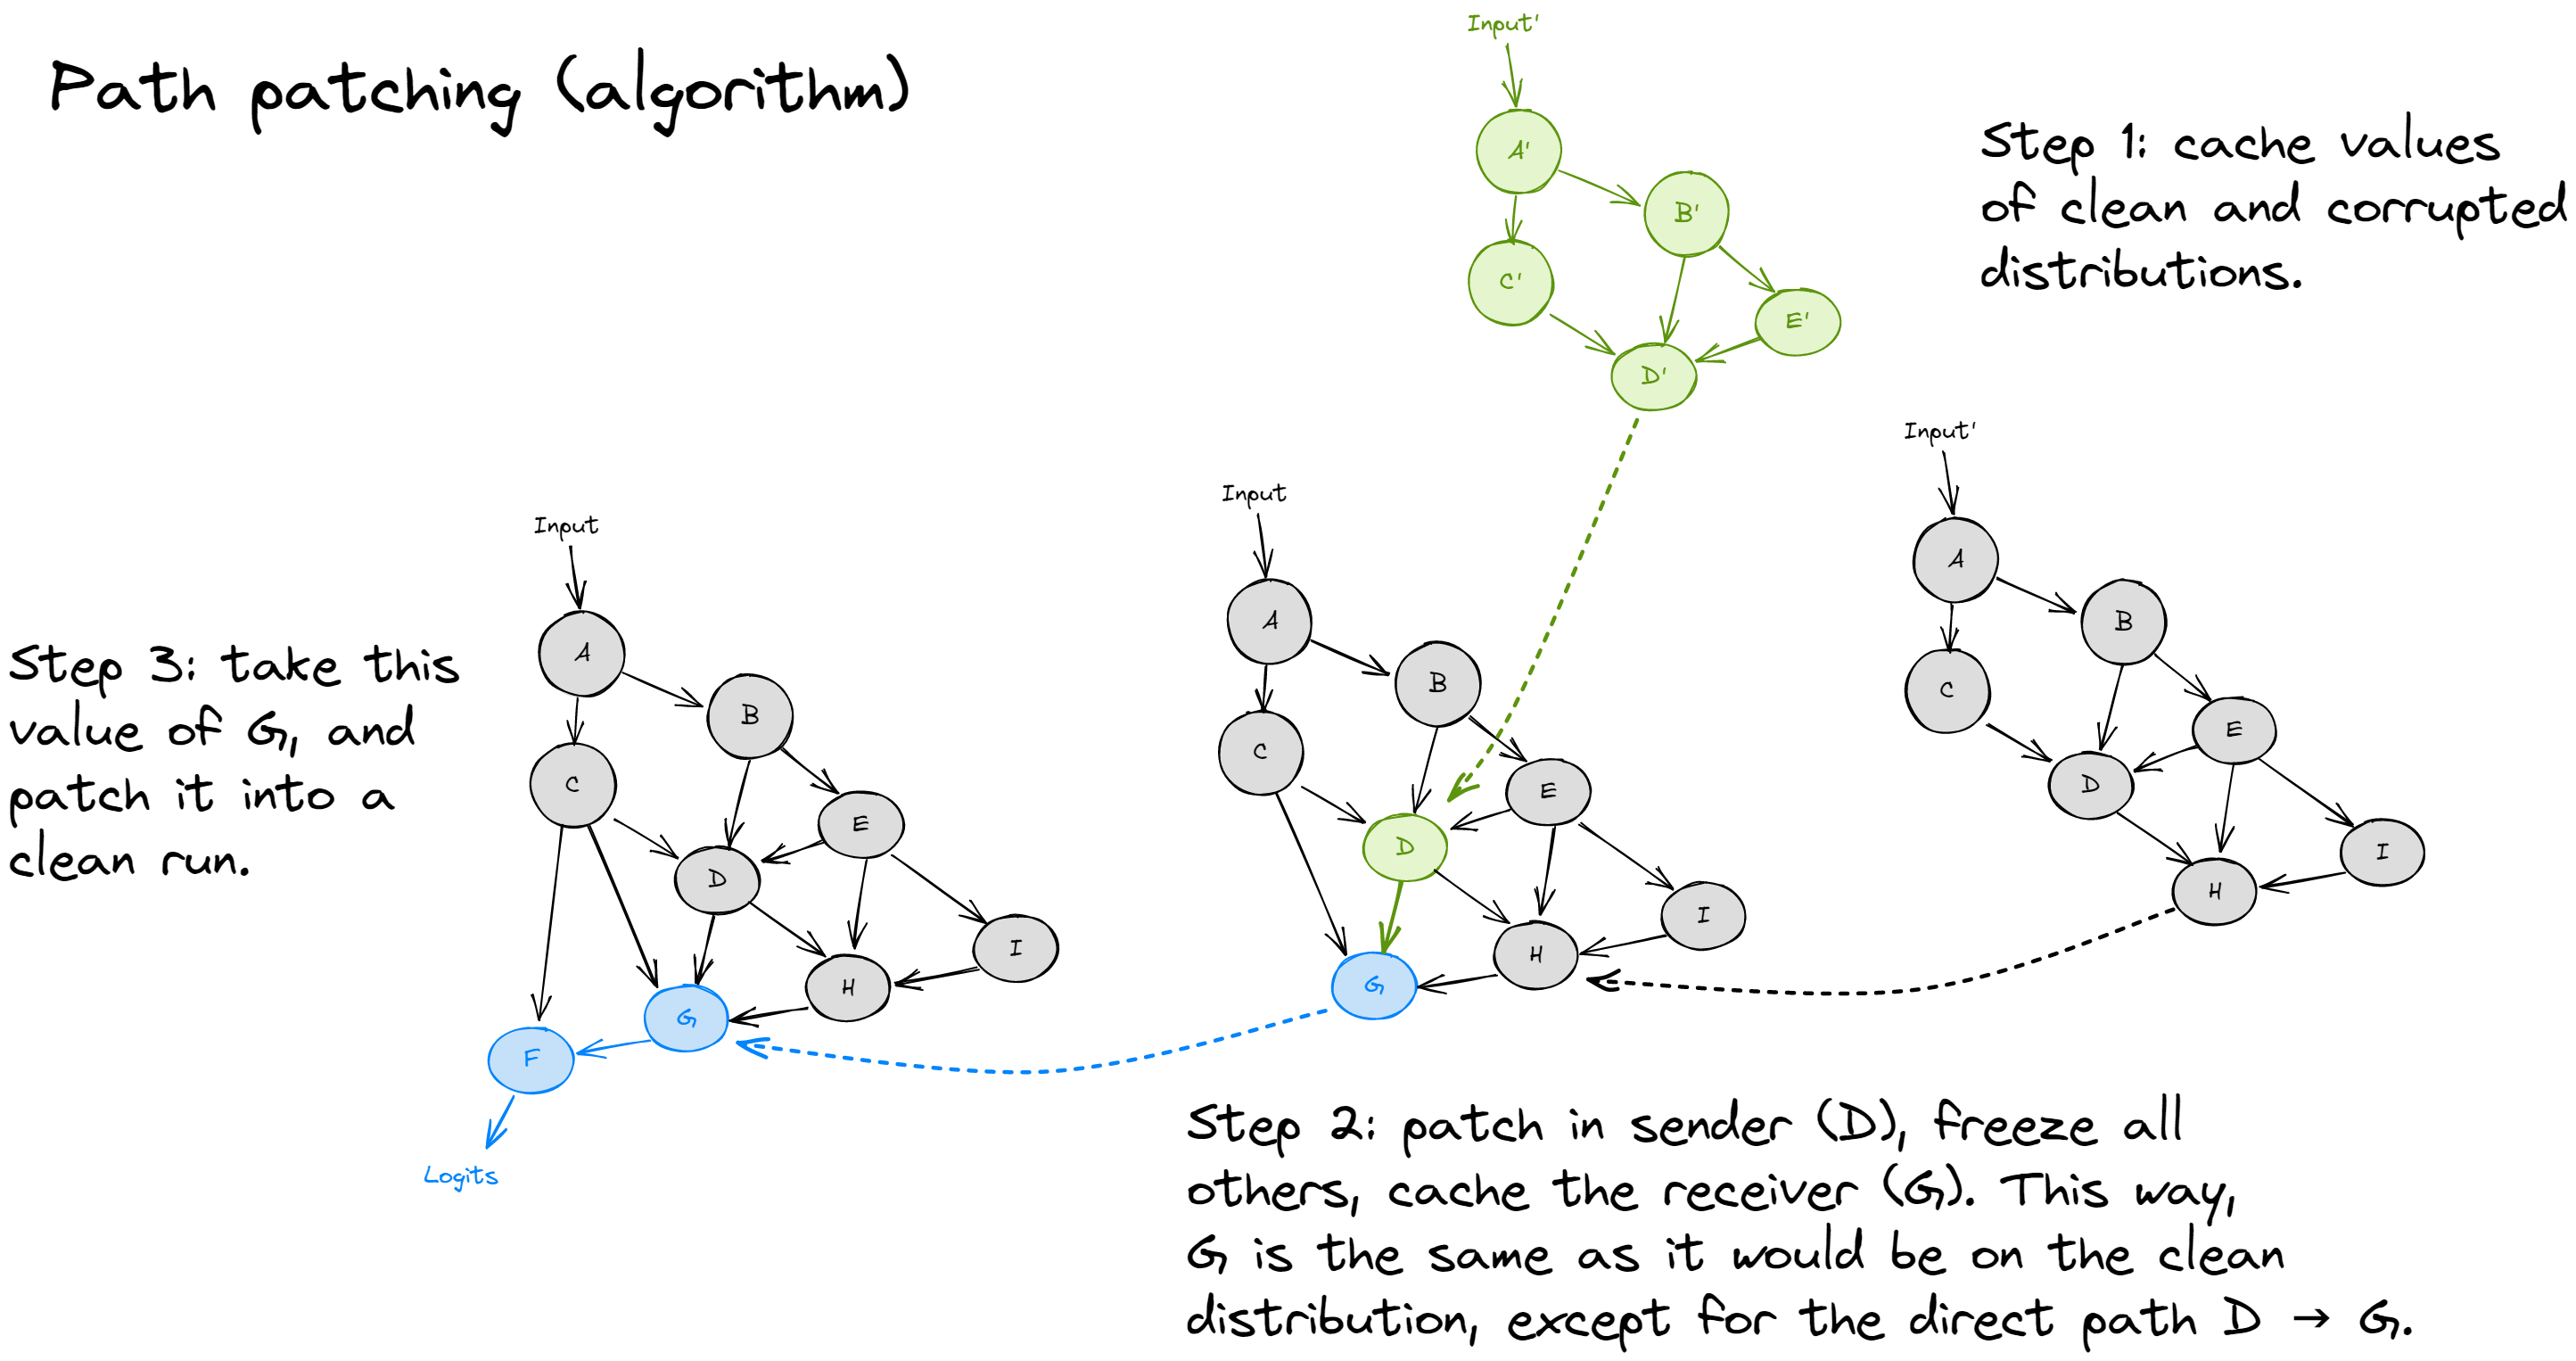 Path patching (algorithm)
Input'
A'
B'
C'
E'
D'
Step 1: cache values
of clean and corrupted
distributions.
Input'
A
B
C
E
D
I
H
Input
A
B
C
E
D
I
H
G
Input
A
B
C
E
D
I
H
G
F
Logits
Step 3: take this
value of G, and
patch it into a
clean run.
Step 2: patch in sender (D), freeze all
others, cache the receiver (G). This way,
G is the same as it would be on the clean
distribution, except for the direct path D → G.